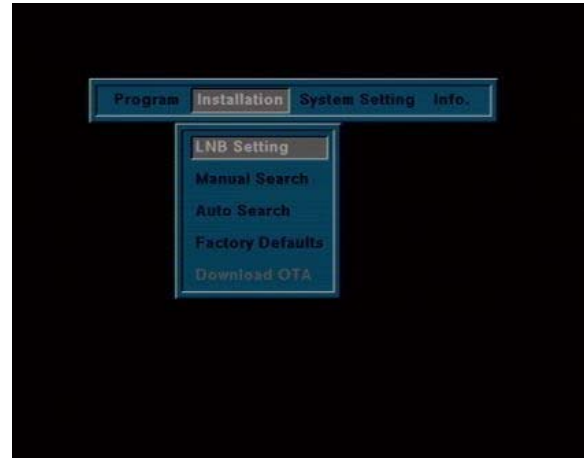 Program Installation System Setting Info.
LNB Setting
Manual Search
Auto Search
Factory Defaults
Download OTA